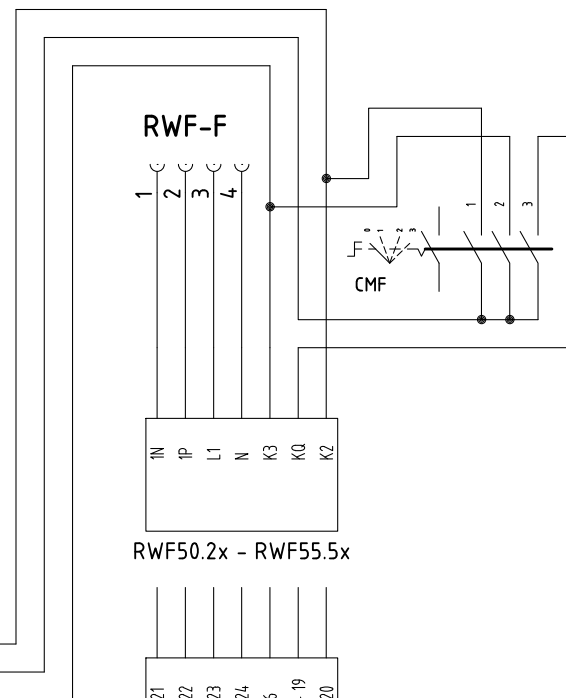 RWF-F
1 2 3 4
1 2 3
0 1 2 3
CMF
1N 1P L1 N K3 KQ K2
RWF50.2x - RWF55.5x
21 22 23 24 6 19 20